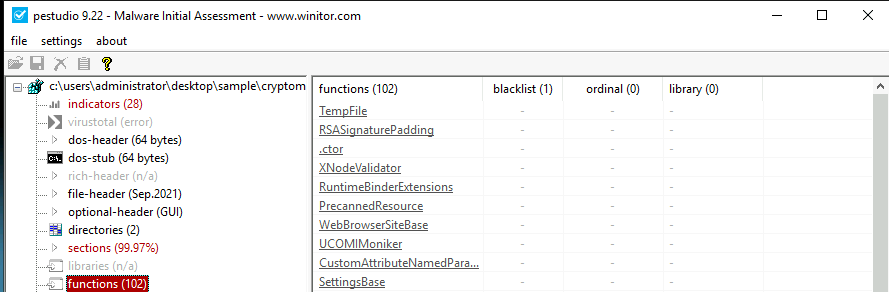 pestudio 9.22 - Malware Initial Assessment - www.winitor.com
file settings about
c:\users\administrator\desktop\sample\cryptom
indicators (28)
virustotal (error)
dos-header (64 bytes)
dos-stub (64 bytes)
rich-header (n/a)
file-header (Sep.2021)
optional-header (GUI)
directories (2)
sections (99.97%)
libraries (n/a)
functions (102)
functions (102) blacklist (1) ordinal (0) library (0)
TempFile - - -
RSASignaturePadding - - -
.ctor - - -
XNodeValidator - - -
RuntimeBinderExtensions - - -
PrecannedResource - - -
WebBrowserSiteBase - - -
UCOMIMoniker - - -
CustomAttributeNamedPara... - - -
SettingsBase - - -